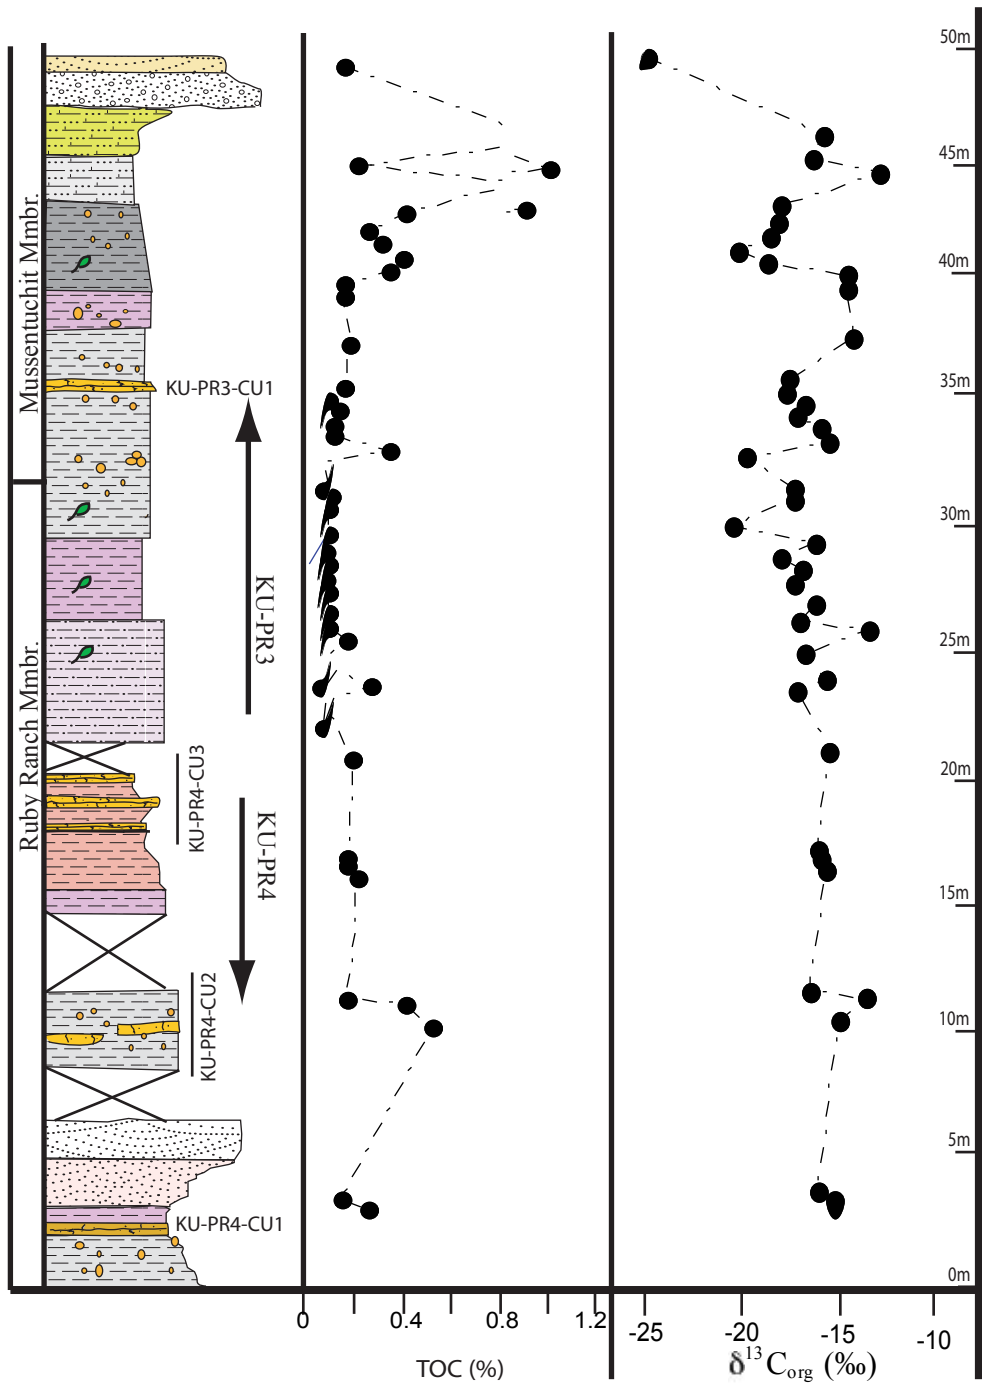 50m
45m
40m
35m
30m
25m
20m
15m
10m
5m
0m
Mussentuchit Mmbr.
Ruby Ranch Mmbr.
KU-PR3-CU1
KU-PR3
KU-PR4-CU3
KU-PR4
KU-PR4-CU2
KU-PR4-CU1
0 0.4 0.8 1.2
TOC (%)
-25 -20 -15 -10
δ¹³Corg (‰)